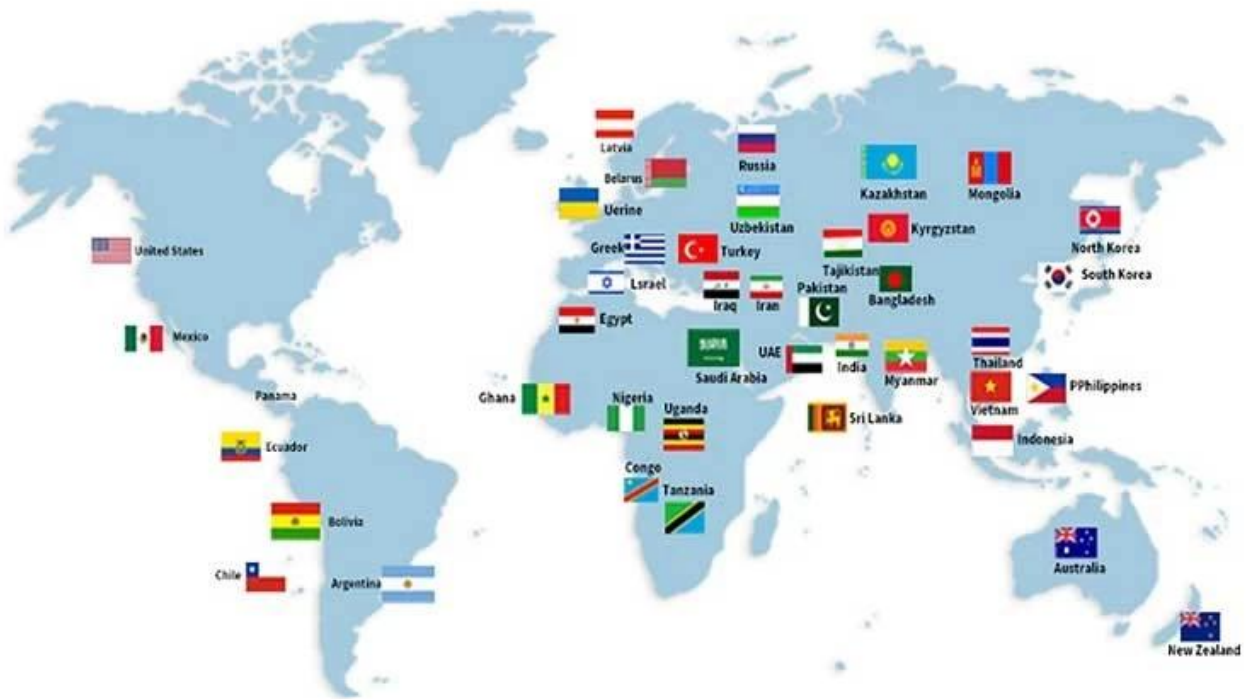 Latvia
Russia
Belarus
Kazakhstan
Mongolia
Uerine
Uzbekistan
Kyrgyzstan
North Korea
United States
Greek
Turkey
Tajikistan
South Korea
Lsrael
Pakistan
Bangladesh
Iraq
Iran
Egypt
Mexico
UAE
India
Thailand
Saudi Arabia
Myanmar
PPhilippines
Panama
Ghana
Nigeria
Uganda
Vietnam
Sri Lanka
Indonesia
Ecuador
Congo
Tanzania
Bolivia
Australia
Chile
Argentina
New Zealand